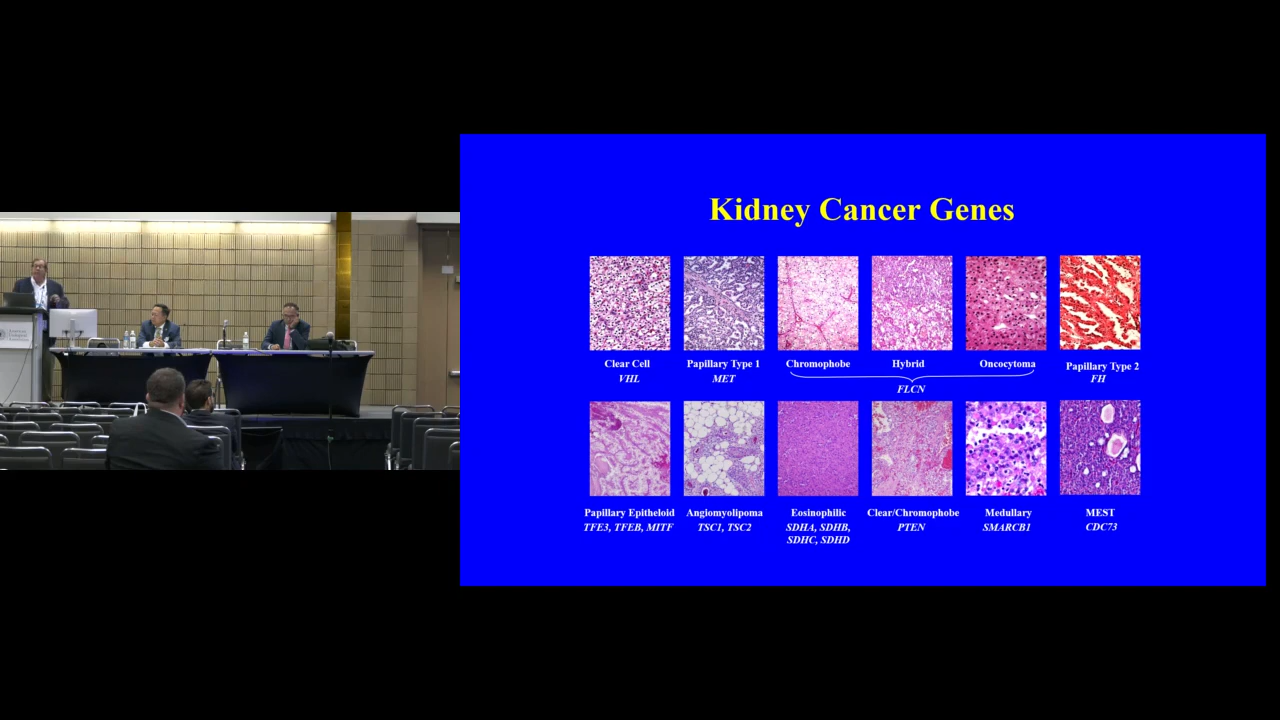 Kidney Cancer Genes
Clear Cell
VHL
Papillary Type 1
MET
Chromophobe
Hybrid
Oncocytoma
FLCN
Papillary Type 2
FH
Papillary Epitheloid
TFE3, TFEB, MITF
Angiomyolipoma
TSC1, TSC2
Eosinophilic
SDHA, SDHB,
SDHC, SDHD
Clear/Chromophobe
PTEN
Medullary
SMARCB1
MEST
CDC73